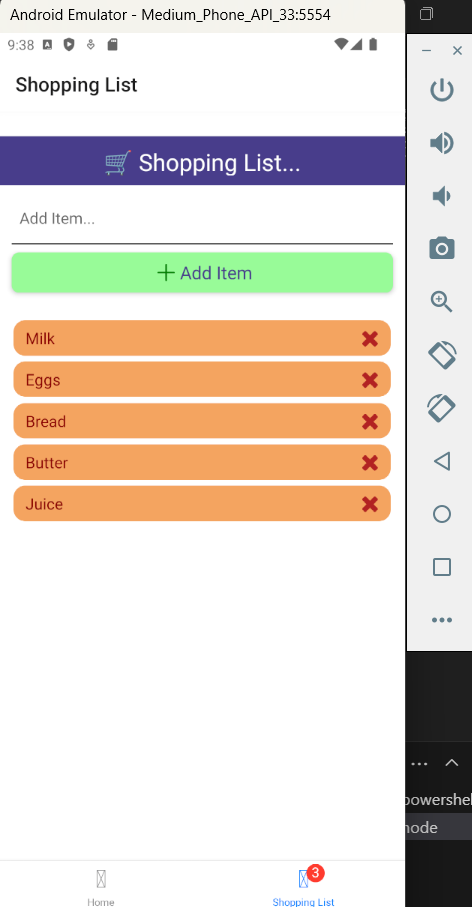 Android Emulator - Medium_Phone_API_33:5554
9:38
Shopping List
🛒 Shopping List...
Add Item...
+ Add Item
Milk
Eggs
Bread
Butter
Juice
powershel
node
3
Home
Shopping List